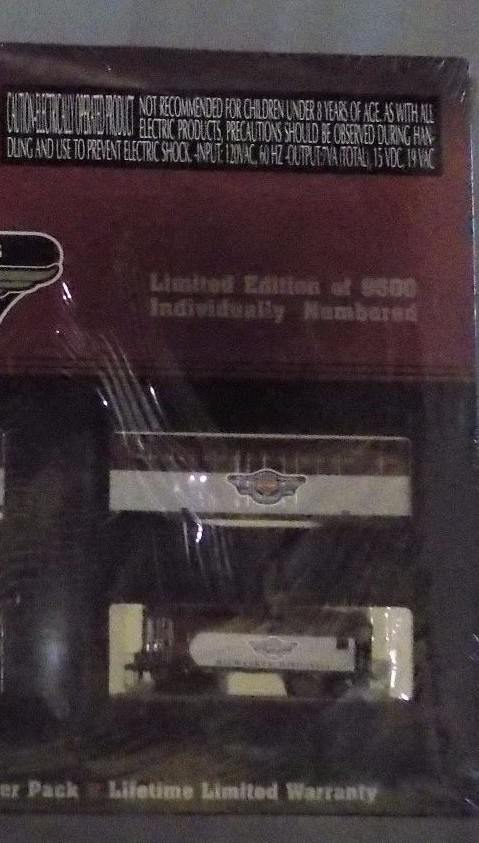 CAUTION-ELECTRICALLY OPERATED PRODUCT NOT RECOMMENDED FOR CHILDREN UNDER 8 YEARS OF AGE. AS WITH ALL
ELECTRIC PRODUCTS, PRECAUTIONS SHOULD BE OBSERVED DURING HAN-
DLING AND USE TO PREVENT ELECTRIC SHOCK. -INPUT: 120VAC, 60 HZ -OUTPUT:7VA (TOTAL), 15 VDC, 19 VAC
Limited Edition of 9500
Individually Numbered
er Pack Lifetime Limited Warranty